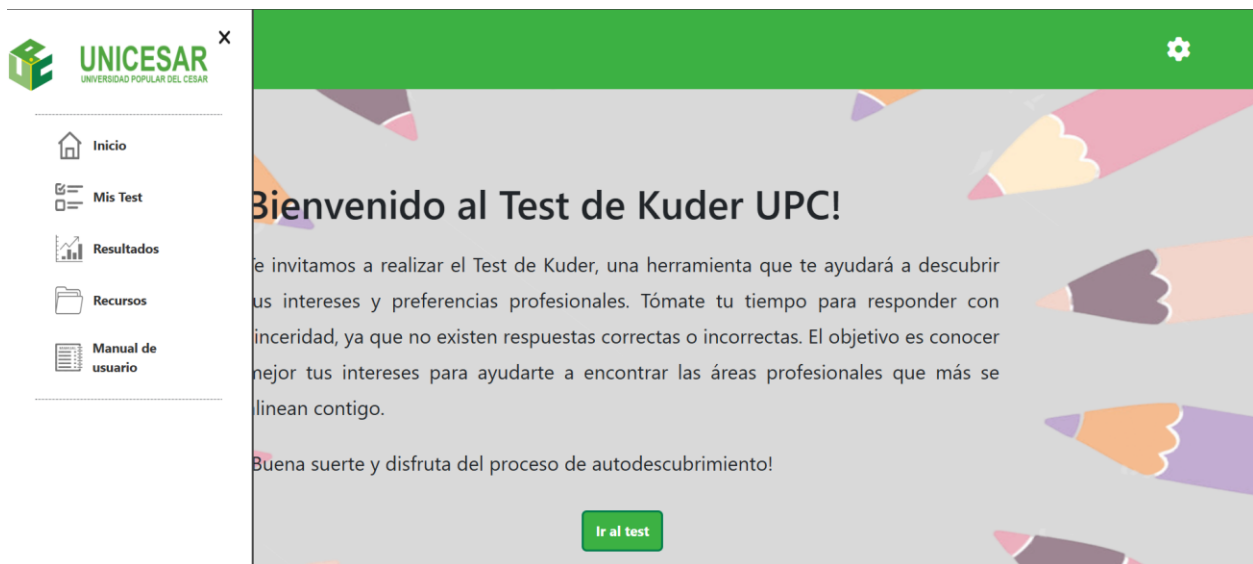 X
UNICESAR
UNIVERSIDAD POPULAR DEL CESAR
Inicio
Mis Test
Resultados
Recursos
Manual de
usuario
Bienvenido al Test de Kuder UPC!
Te invitamos a realizar el Test de Kuder, una herramienta que te ayudará a descubrir
us intereses y preferencias profesionales. Tómate tu tiempo para responder con
inceridad, ya que no existen respuestas correctas o incorrectas. El objetivo es conocer
mejor tus intereses para ayudarte a encontrar las áreas profesionales que más se
linean contigo.
Buena suerte y disfruta del proceso de autodescubrimiento!
Ir al test